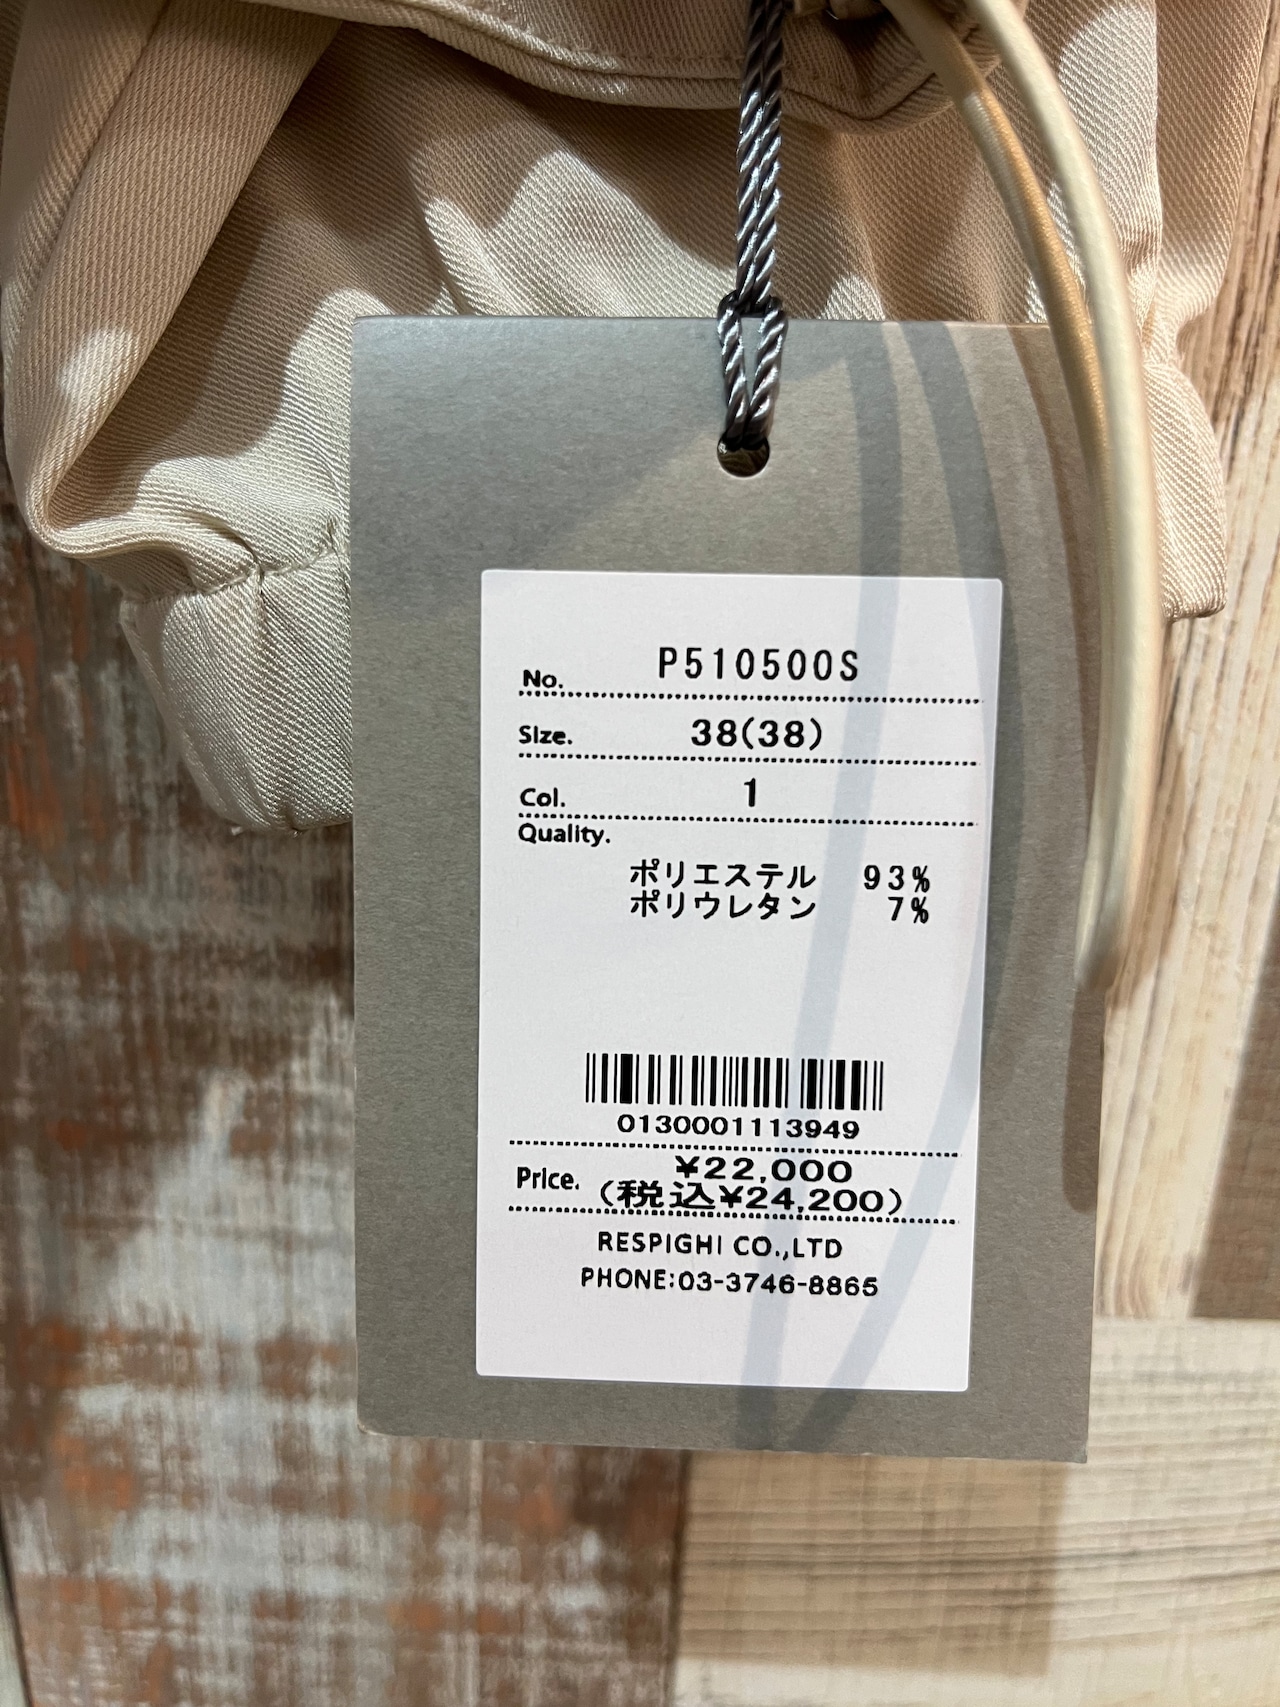 No. P510500S
Size. 38(38)
Col. 1
Quality.
ポリエステル 93%
ポリウレタン 7%
0130001113949
Price. ¥22,000
(税込¥24,200)
RESPIGHI CO.,LTD
PHONE:03-3746-8865